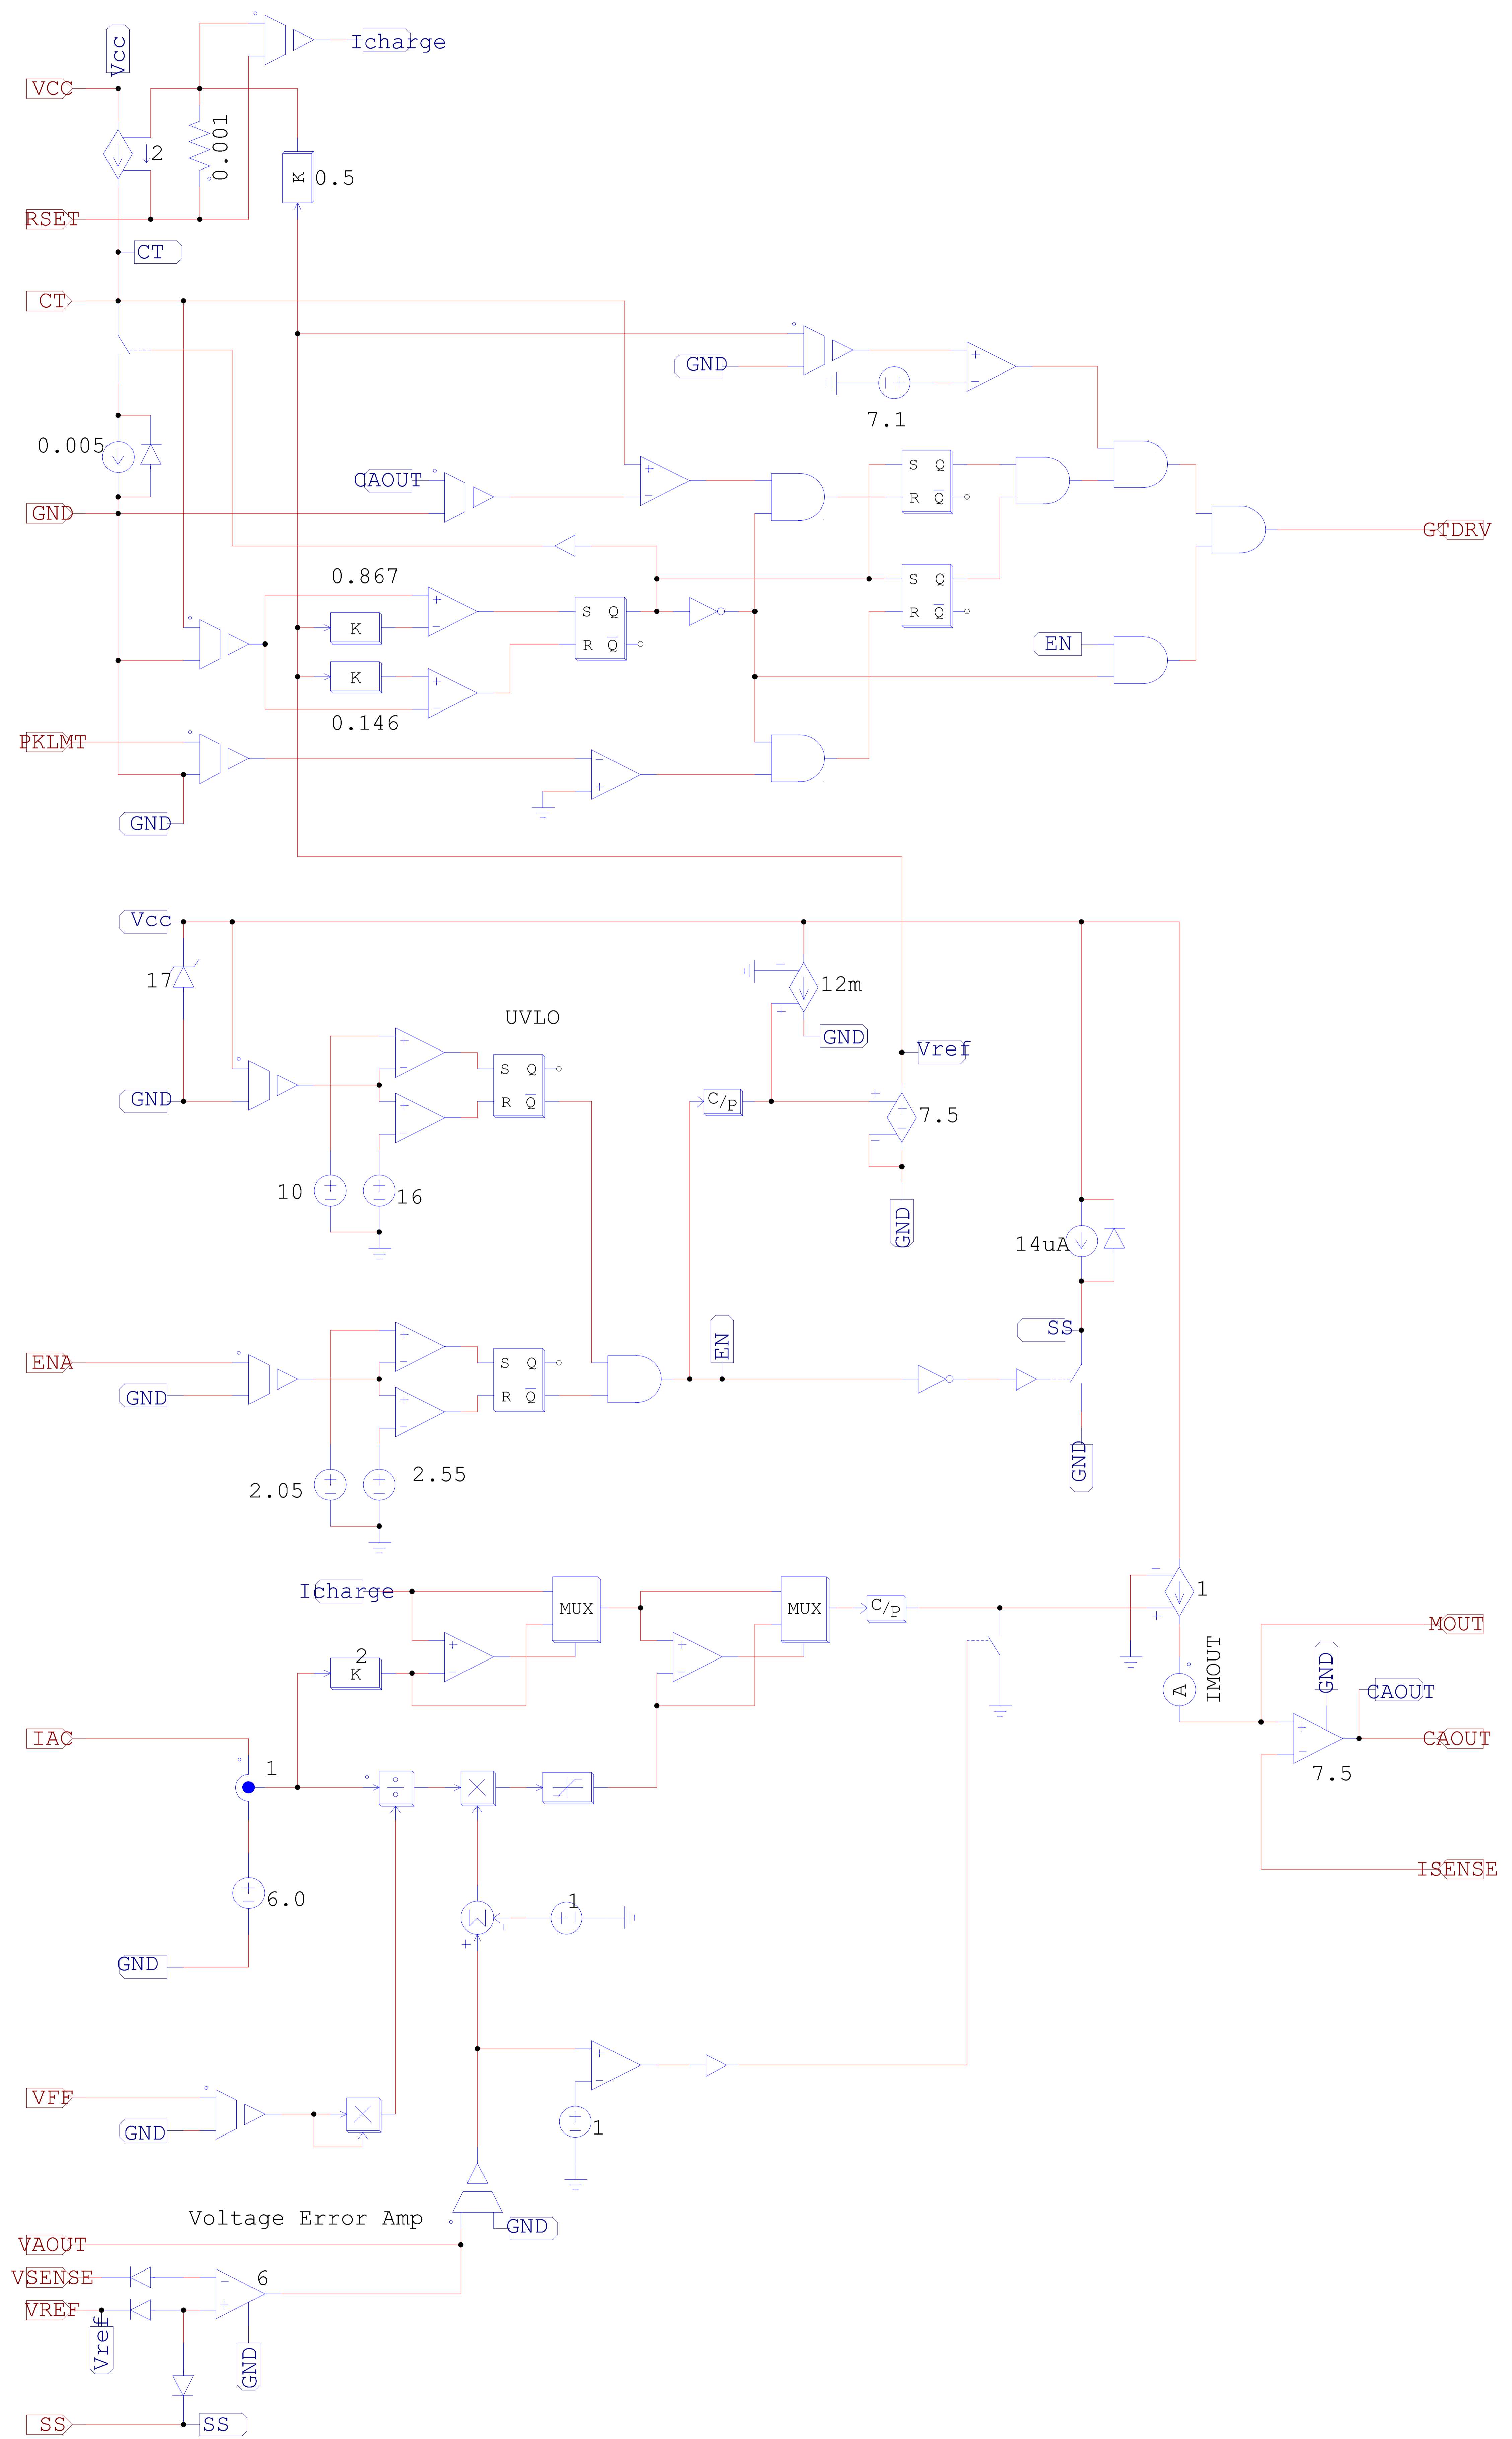 Vcc
Icharge
VCC
2
0.001
K
0.5
RSET
CT
CT
GND
7.1
0.005
CAOUT
S Q
R Q
GND
GTDRV
0.867
S Q
R Q
K
S Q
R Q
EN
K
0.146
PKLMT
GND
Vcc
17
12m
UVLO
GND
Vref
S Q
R Q
GND
C/P
7.5
10
16
GND
14uA
SS
EN
ENA
S Q
R Q
GND
GND
2.05
2.55
Icharge
MUX
MUX
C/P
1
MOUT
2
K
IMOUT
A
GND
CAOUT
IAC
CAOUT
1
7.5
ISENSE
6.0
1
Σ
GND
VFF
GND
1
Voltage Error Amp
GND
VAOUT
VSENSE
6
VREF
Vref
GND
SS
SS